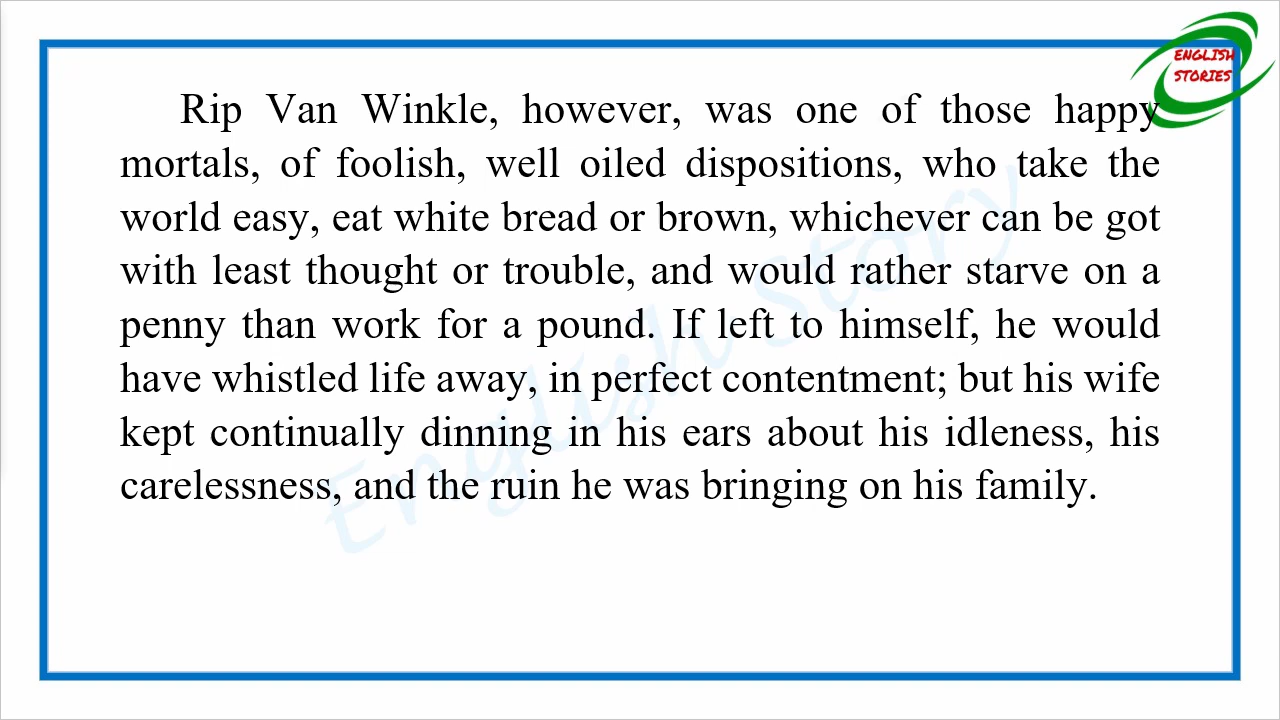 ENGLISH
STORIES
Rip Van Winkle, however, was one of those happy
mortals, of foolish, well oiled dispositions, who take the
world easy, eat white bread or brown, whichever can be got
with least thought or trouble, and would rather starve on a
penny than work for a pound. If left to himself, he would
have whistled life away, in perfect contentment; but his wife
kept continually dinning in his ears about his idleness, his
carelessness, and the ruin he was bringing on his family.
English Story